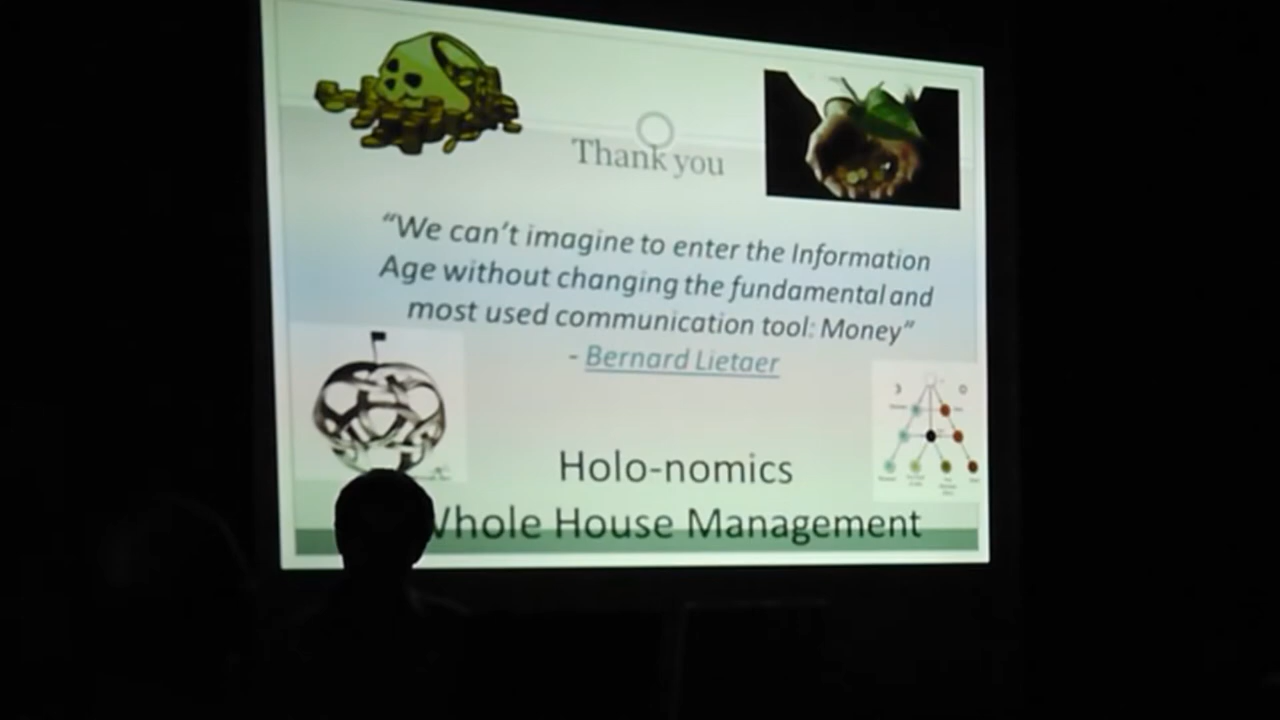 Thank you
“We can’t imagine to enter the Information
Age without changing the fundamental and
most used communication tool: Money”
- Bernard Lietaer
Holo-nomics
House Management